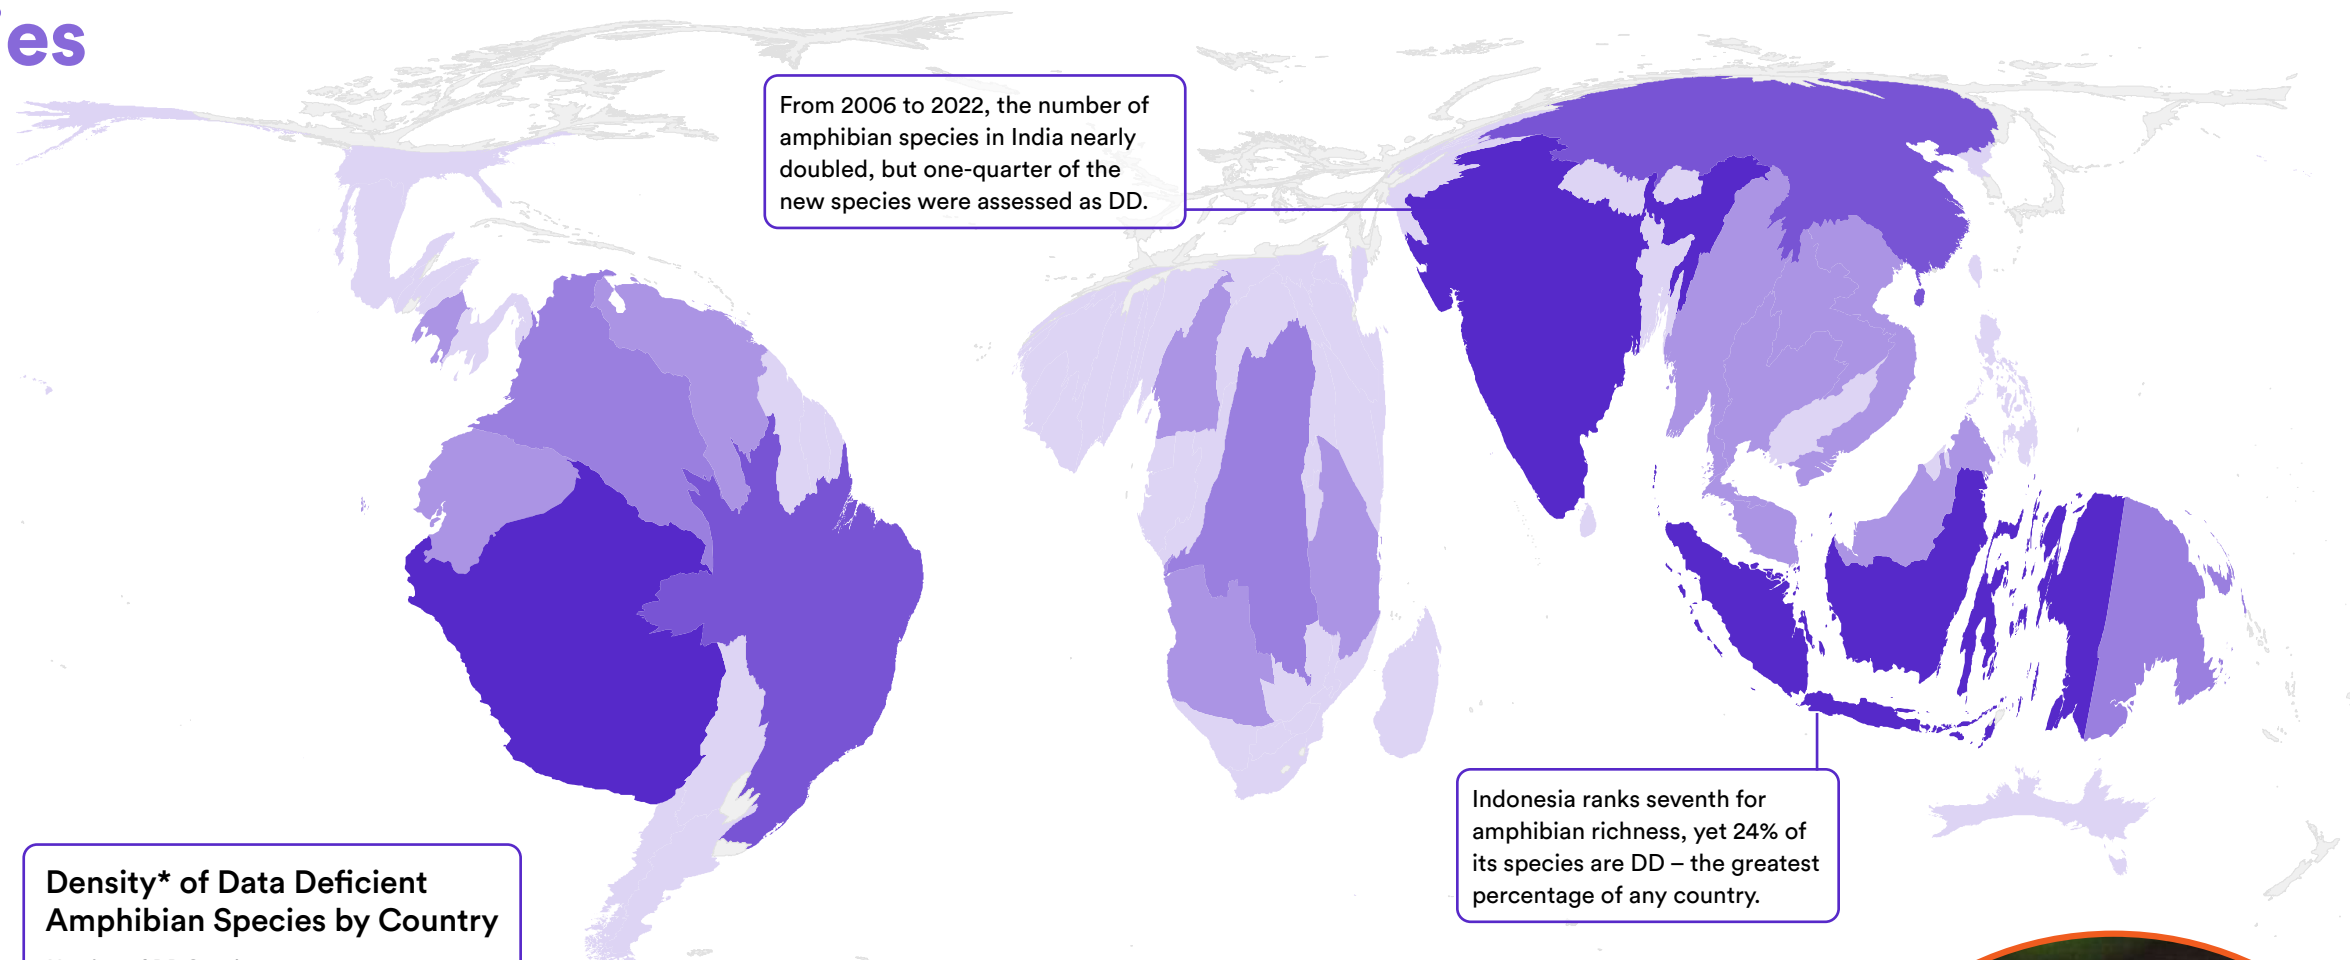 es
From 2006 to 2022, the number of
amphibian species in India nearly
doubled, but one-quarter of the
new species were assessed as DD.
Indonesia ranks seventh for
amphibian richness, yet 24% of
its species are DD – the greatest
percentage of any country.
Density* of Data Deficient
Amphibian Species by Country